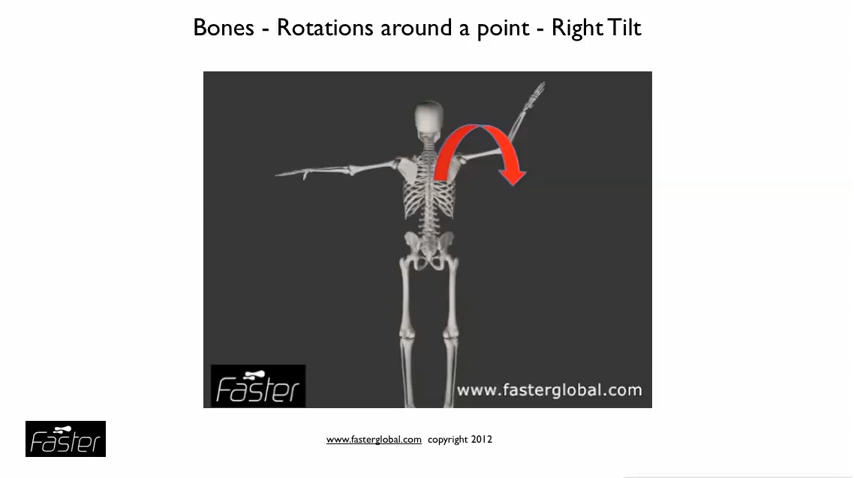 Bones - Rotations around a point - Right Tilt
Faster
www.fasterglobal.com
Faster
www.fasterglobal.com copyright 2012